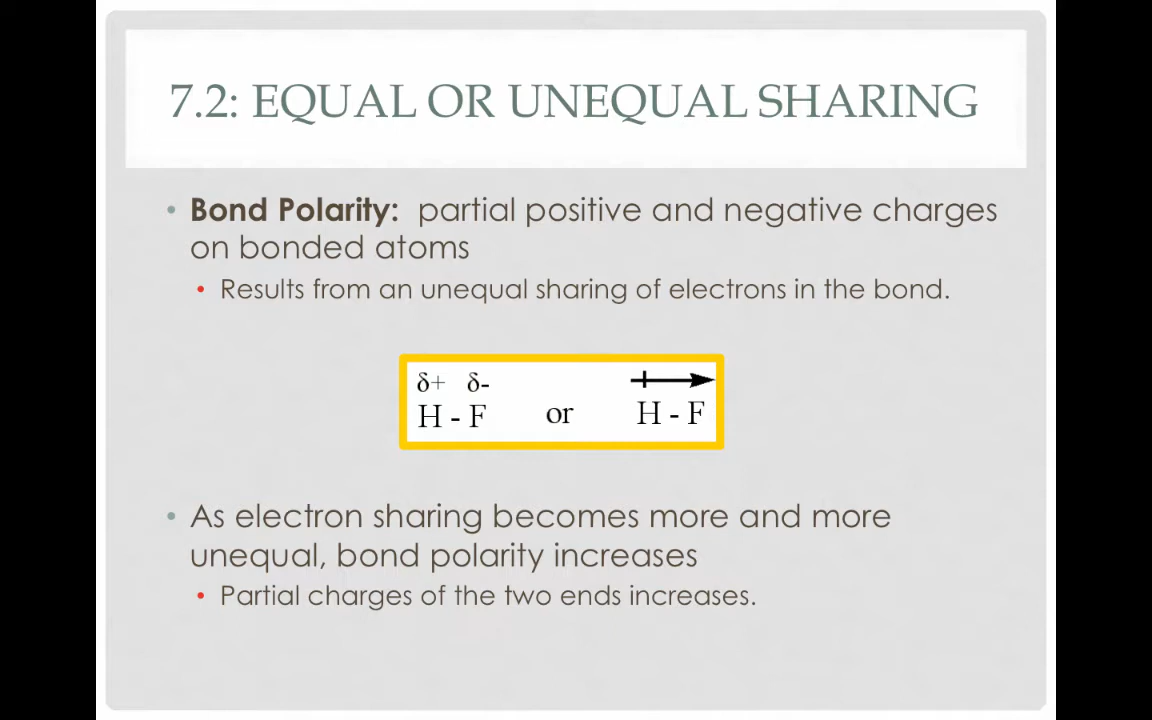 7.2: EQUAL OR UNEQUAL SHARING
• Bond Polarity: partial positive and negative charges
on bonded atoms
• Results from an unequal sharing of electrons in the bond.
δ+ δ-
H - F or H - F
• As electron sharing becomes more and more
unequal, bond polarity increases
• Partial charges of the two ends increases.